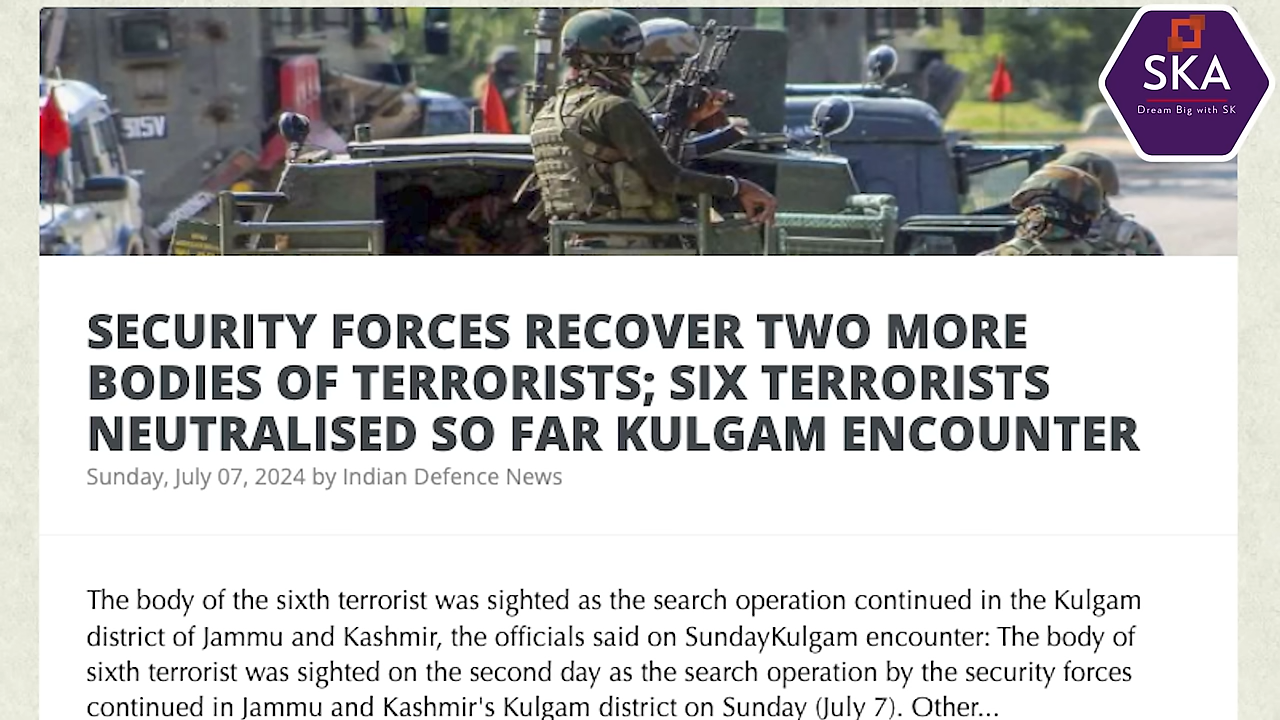 SKA
Dream Big with SK
SECURITY FORCES RECOVER TWO MORE
BODIES OF TERRORISTS; SIX TERRORISTS
NEUTRALISED SO FAR KULGAM ENCOUNTER
Sunday, July 07, 2024 by Indian Defence News
The body of the sixth terrorist was sighted as the search operation continued in the Kulgam
district of Jammu and Kashmir, the officials said on SundayKulgam encounter: The body of
sixth terrorist was sighted on the second day as the search operation by the security forces
continued in Jammu and Kashmir's Kulgam district on Sunday (July 7). Other...